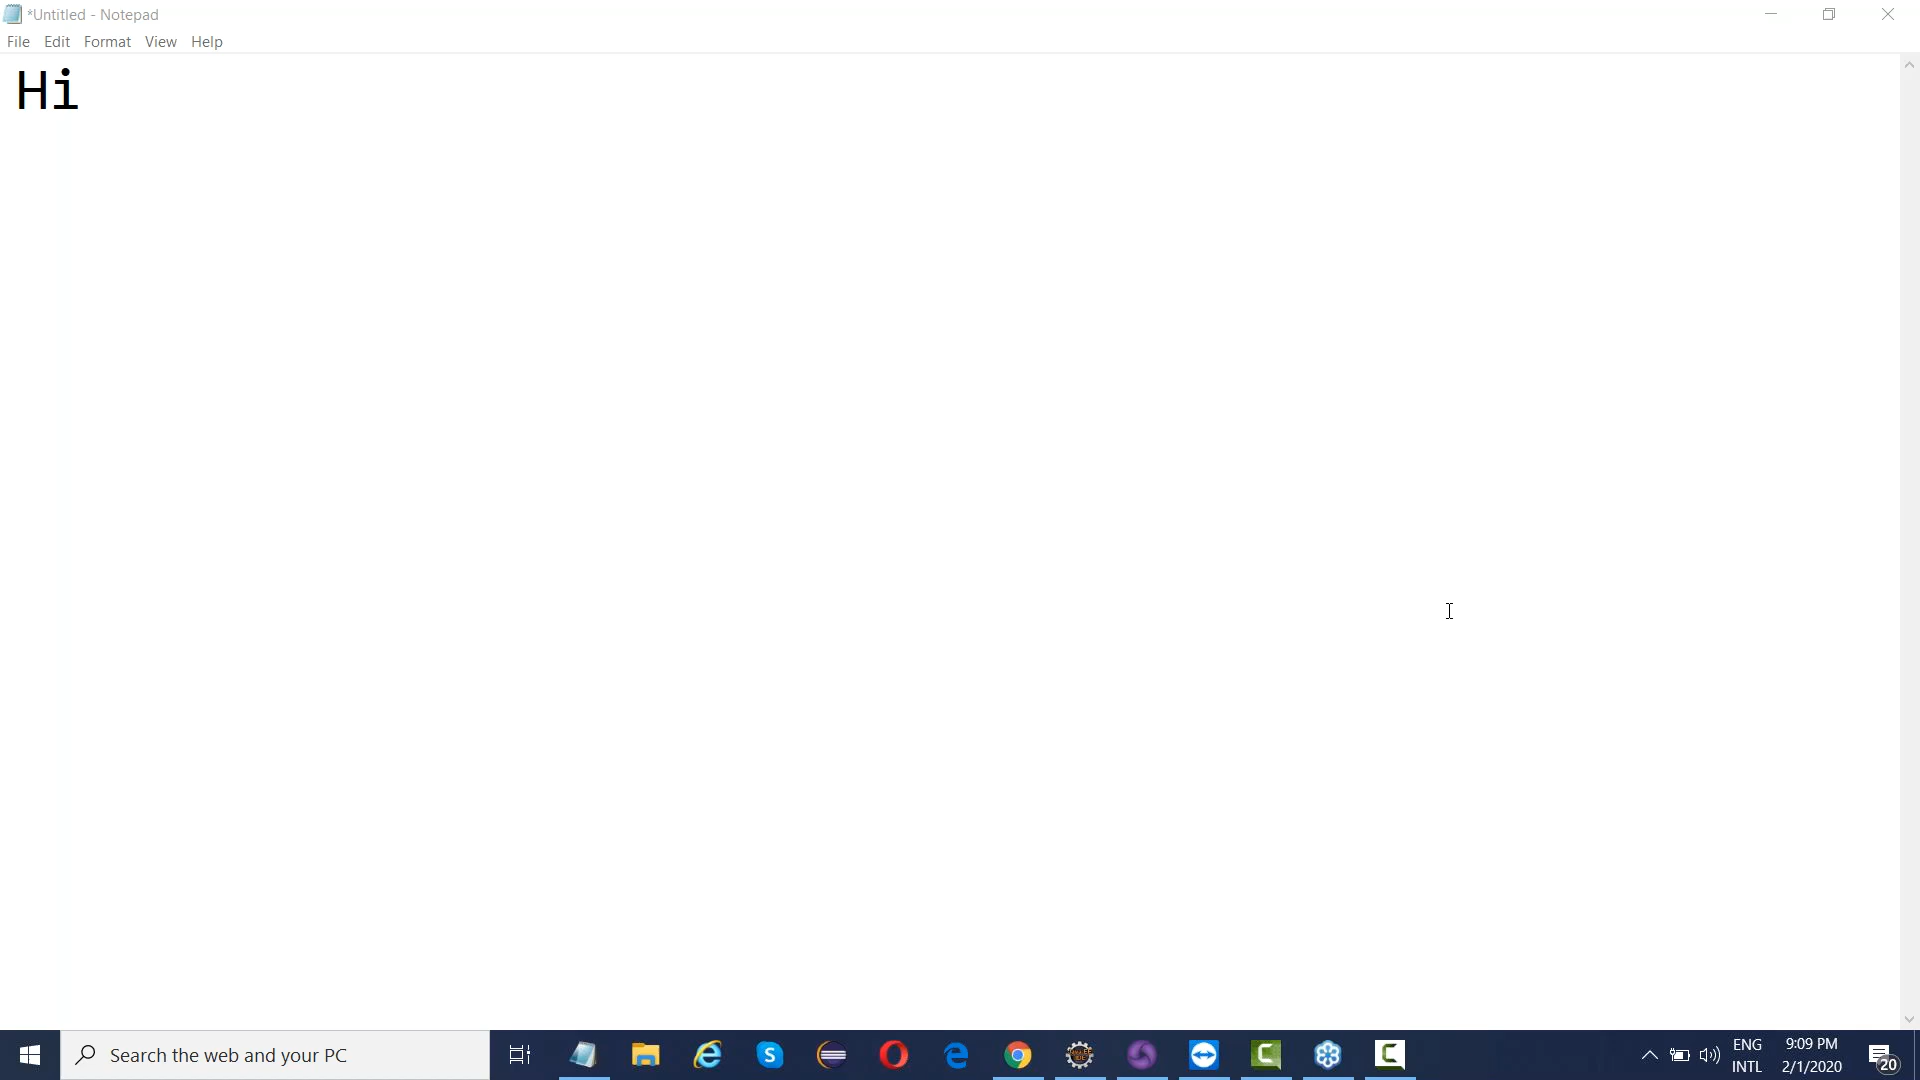 *Untitled - Notepad
File Edit Format View Help
Hi
Search the web and your PC
ENG
INTL
9:09 PM
2/1/2020
20